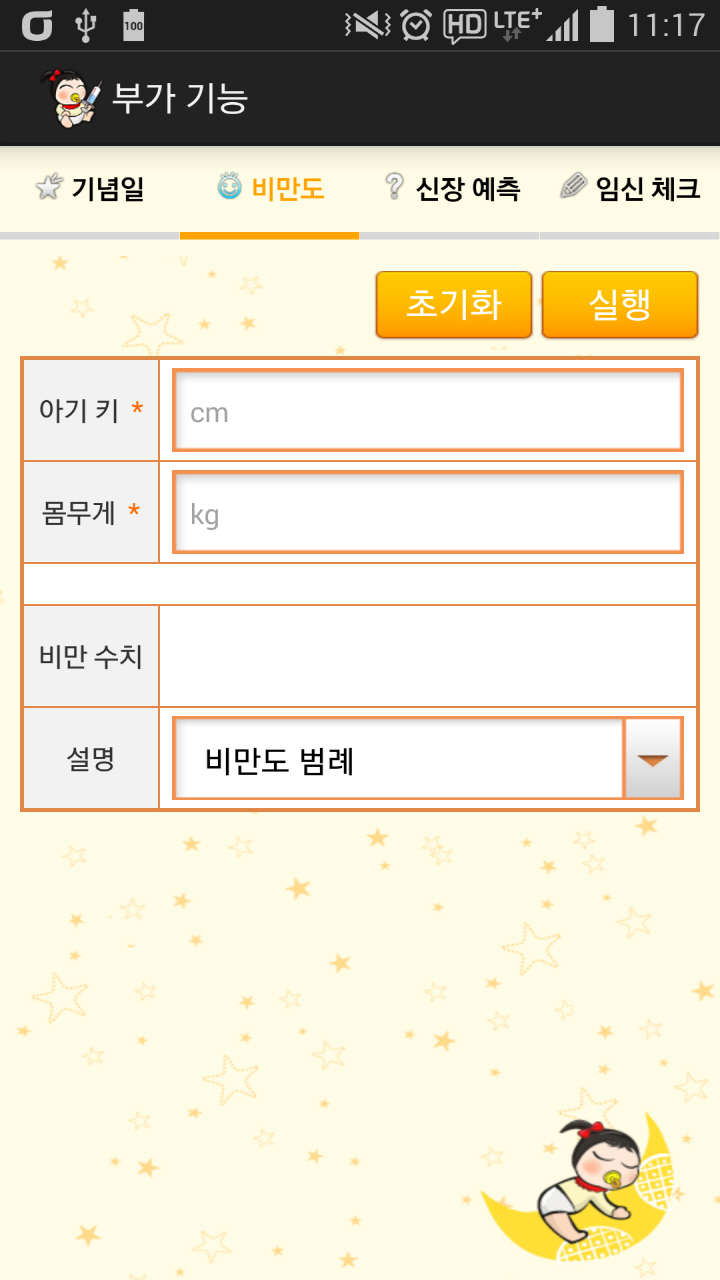 100 HD LTE+ 11:17
부가 기능
기념일 비만도 신장 예측 임신 체크
초기화 실행
아기 키 * cm
몸무게 * kg
비만 수치
설명 비만도 범례